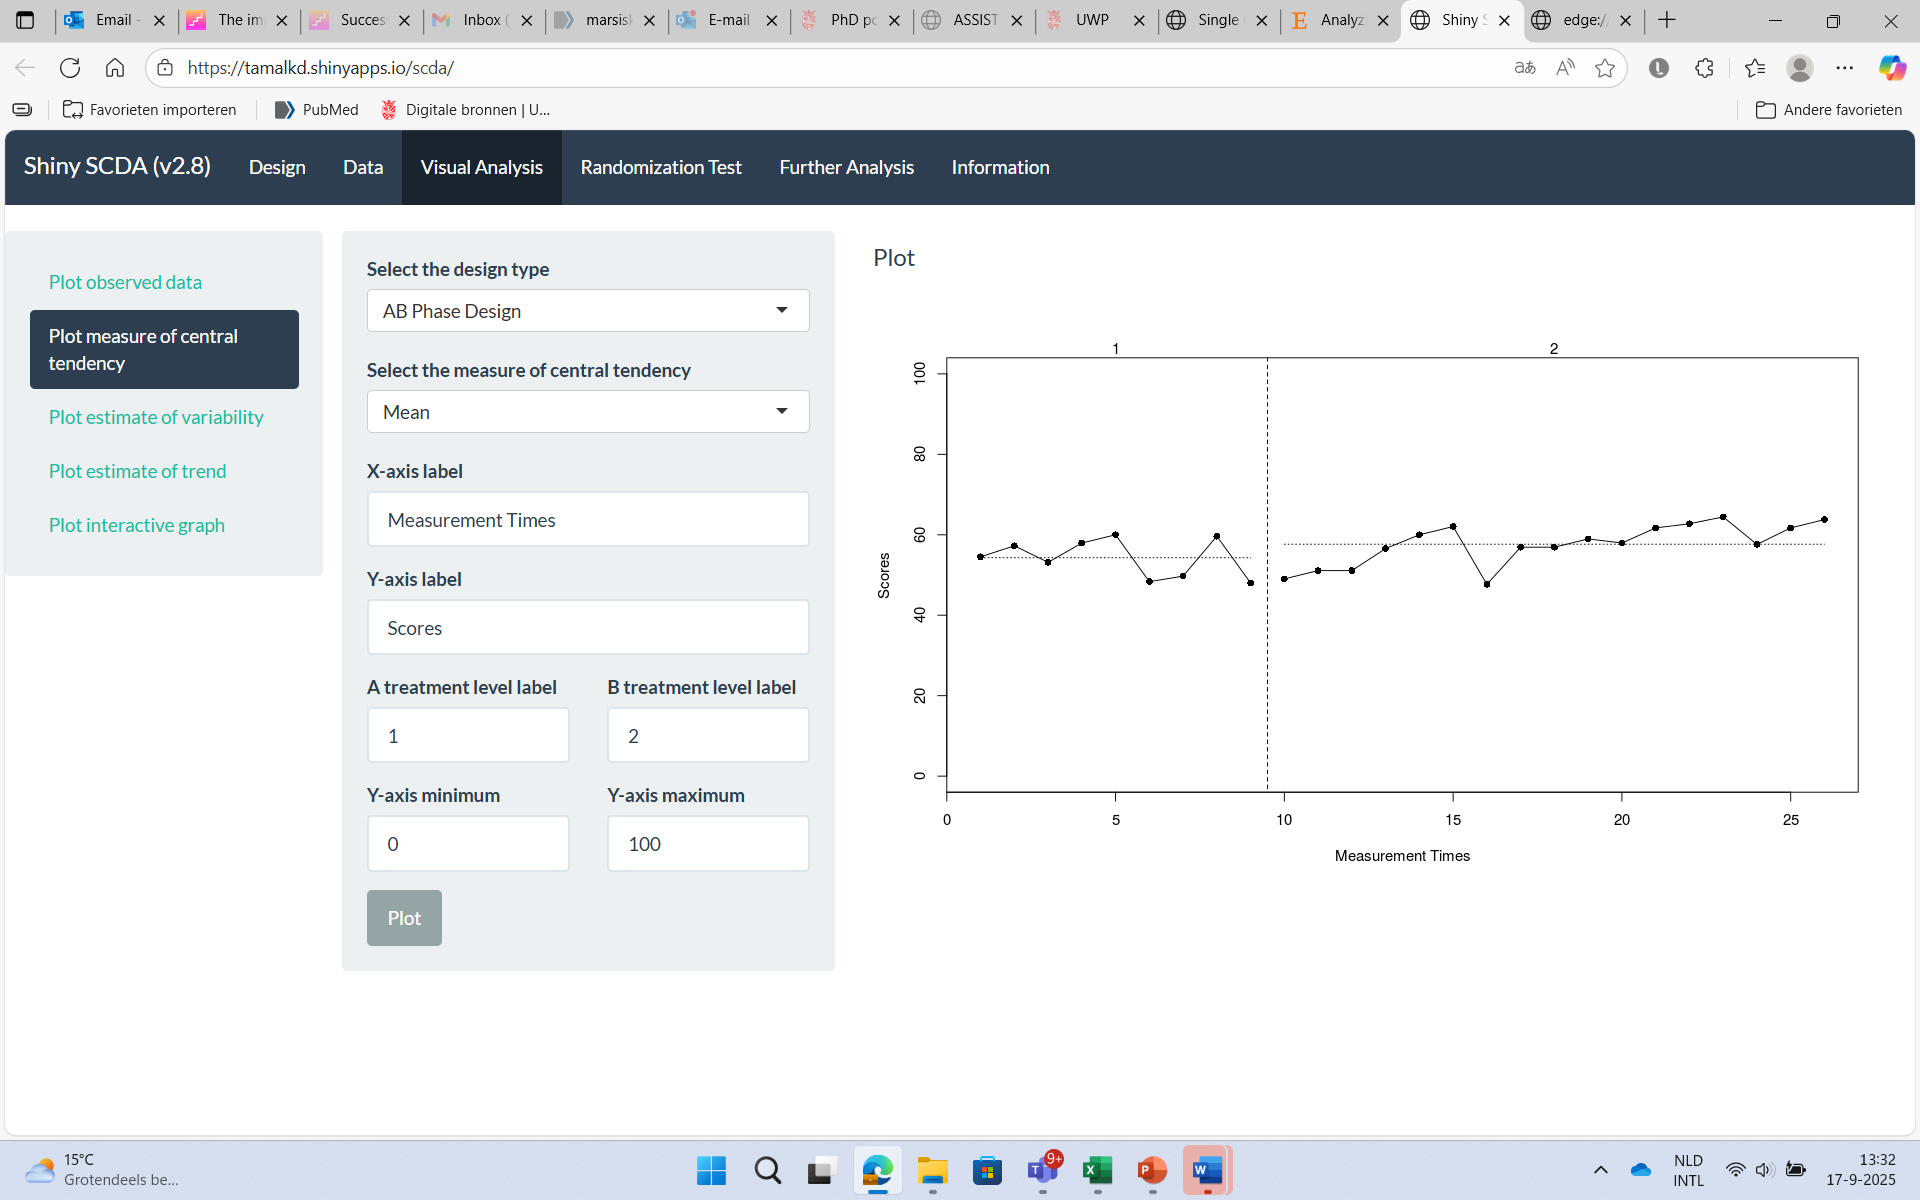 Email -
The im
Succes
Inbox (
marsisk
E-mail
PhD po
ASSIST
UWP
Single
Analyz
Shiny S
edge:/
https://tamalkd.shinyapps.io/scda/
Favorieten importeren
PubMed
Digitale bronnen | U...
Andere favorieten
Shiny SCDA (v2.8)
Design
Data
Visual Analysis
Randomization Test
Further Analysis
Information
Plot observed data
Plot measure of central
tendency
Plot estimate of variability
Plot estimate of trend
Plot interactive graph
Select the design type
AB Phase Design
Select the measure of central tendency
Mean
X-axis label
Measurement Times
Y-axis label
Scores
A treatment level label
B treatment level label
1
2
Y-axis minimum
Y-axis maximum
0
100
Plot
Plot
1
2
100
80
60
40
20
0
Scores
0
5
10
15
20
25
Measurement Times
15°C
Grotendeels be...
9+
NLD
INTL
13:32
17-9-2025